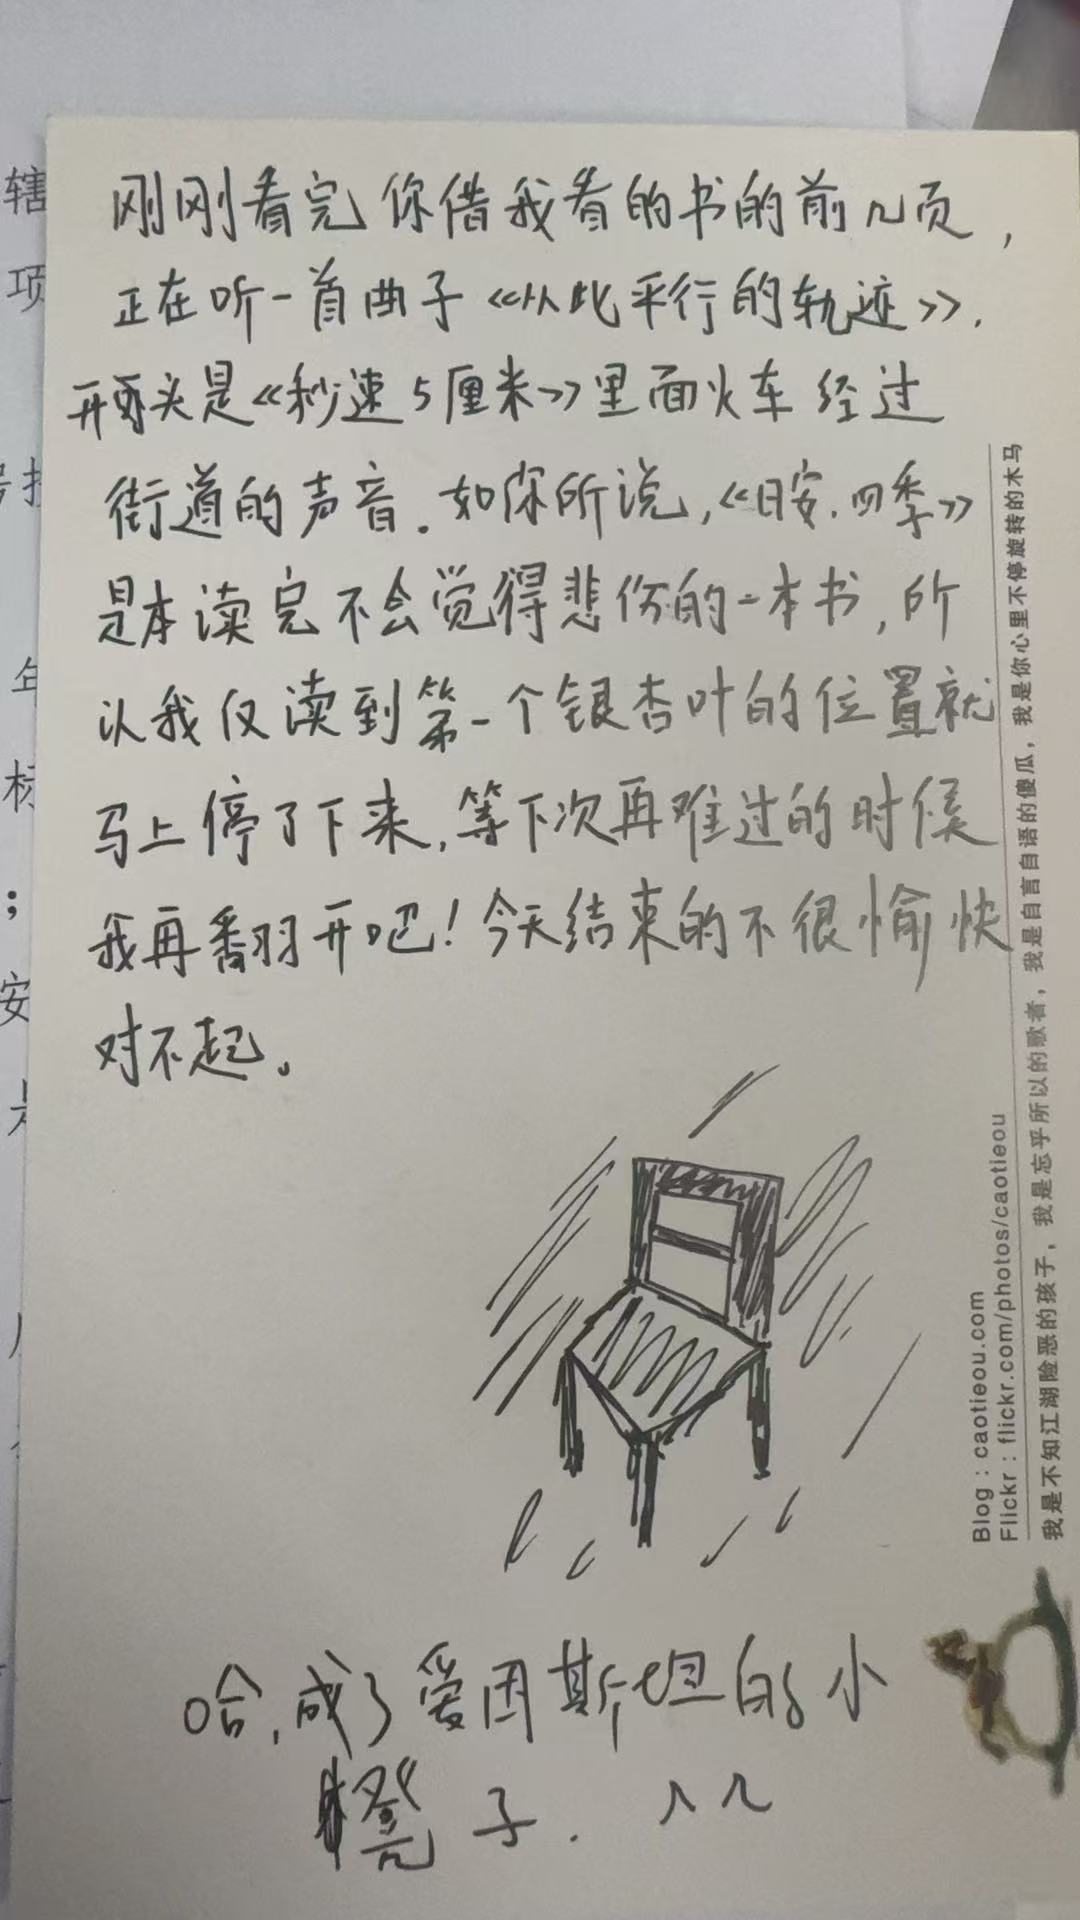 刚刚看完你借我看的书的前几页，
正在听一首曲子《从此平行的轨迹》.
开头是《秒速5厘米》里面火车经过
街道的声音。如你所说,《日安.四季》
是本读完不会觉得悲伤的一本书,所
以我仅读到第一个银杏叶的位置就
马上停了下来,等下次再难过的时候
我再翻开吧!今天结束的不很愉快
对不起。
哈,成了爱因斯坦的小
凳子.
Blog : caotieou.com
Flickr : flickr.com/photos/caotieou
我是不知江湖险恶的孩子，我是忘乎所以的歌者，我是自言自语的傻瓜，我是你心里不停旋转的木马
辖
项
安